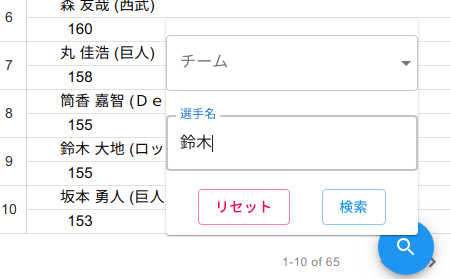 6
森 友哉 (西武)
160
7
丸 佳浩 (巨人)
158
8
筒香 嘉智 (Ｄｅ
155
9
鈴木 大地 (ロッ
155
10
坂本 勇人 (巨人
153
チーム
選手名
鈴木
リセット
検索
1-10 of 65